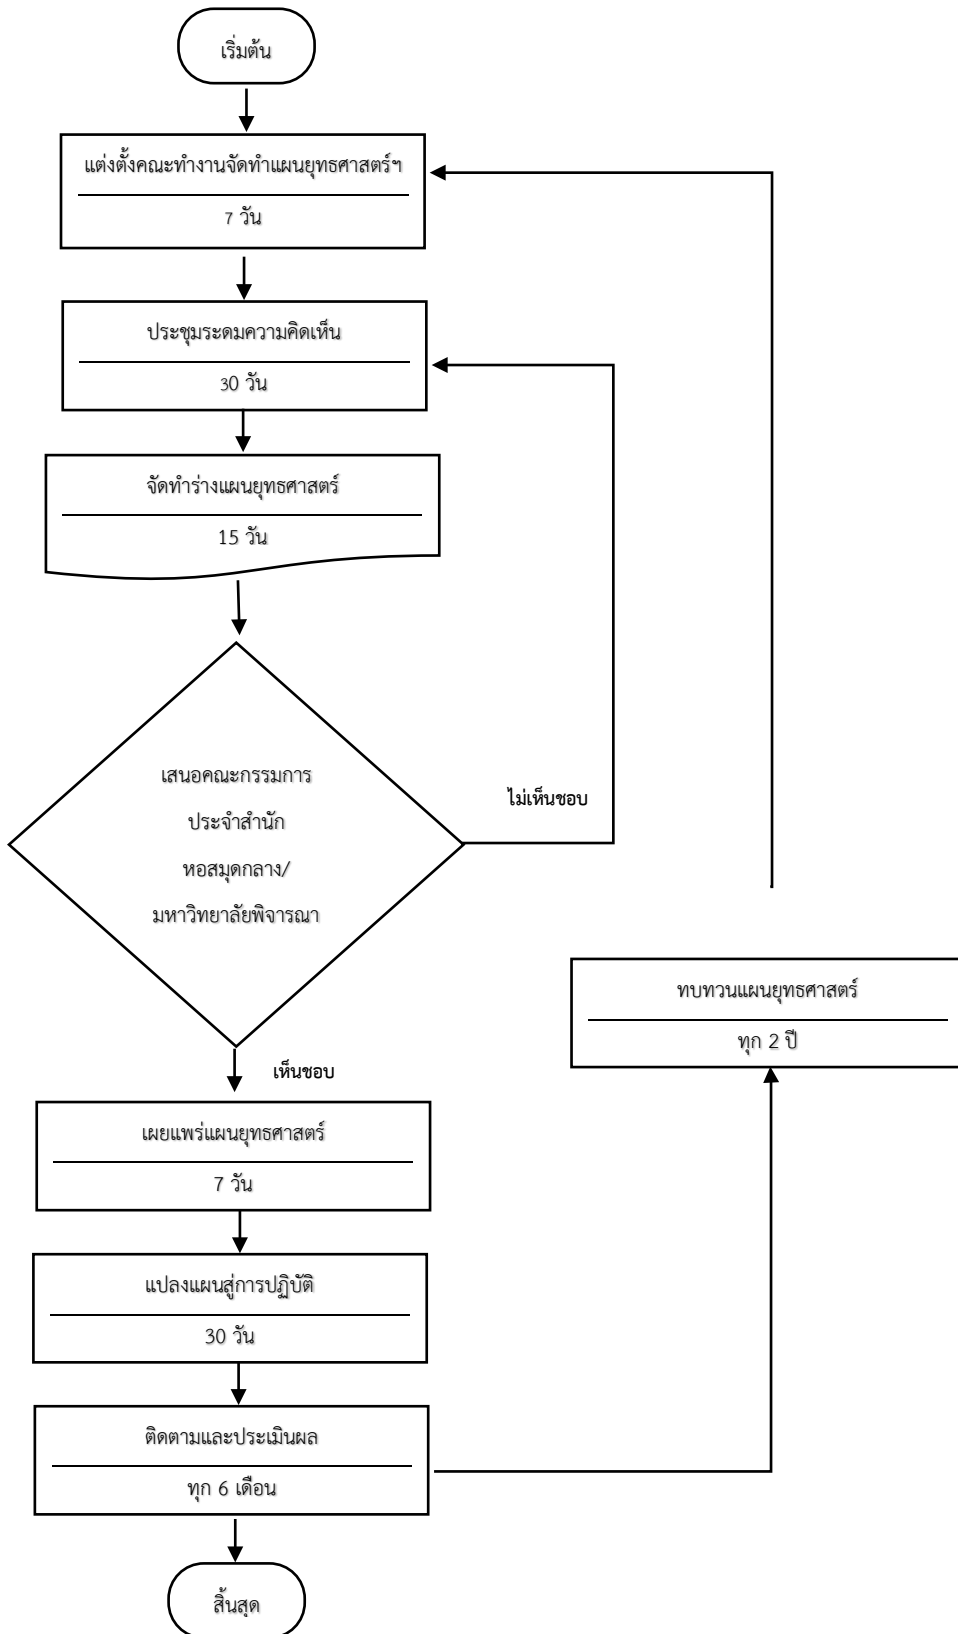 เริ่มต้น
แต่งตั้งคณะทำงานจัดทำแผนยุทธศาสตร์ฯ
7 วัน
ประชุมระดมความคิดเห็น
30 วัน
จัดทำร่างแผนยุทธศาสตร์
15 วัน
เสนอคณะกรรมการ
ประจำสำนัก
หอสมุดกลาง/
มหาวิทยาลัยพิจารณา
ไม่เห็นชอบ
ทบทวนแผนยุทธศาสตร์
ทุก 2 ปี
เห็นชอบ
เผยแพร่แผนยุทธศาสตร์
7 วัน
แปลงแผนสู่การปฏิบัติ
30 วัน
ติดตามและประเมินผล
ทุก 6 เดือน
สิ้นสุด